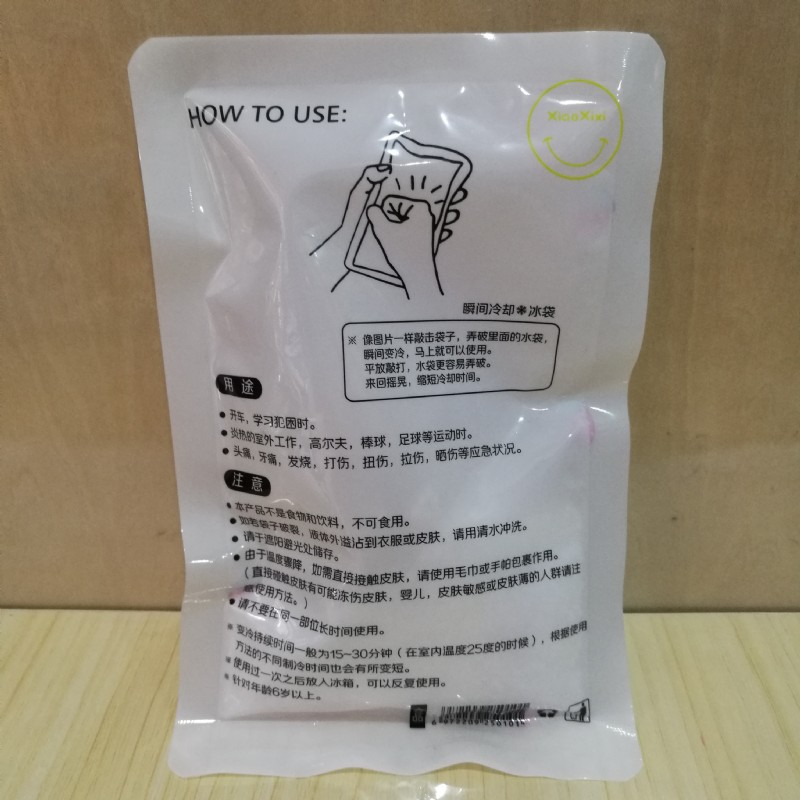 HOW TO USE:
XiaoXixi
瞬间冷却*冰袋
※ 像图片一样敲击袋子，弄破里面的水袋，
瞬间变冷，马上就可以使用。
平放敲打，水袋更容易弄破。
来回摇晃，缩短冷却时间。
用途
● 开车，学习犯困时。
● 炎热的室外工作，高尔夫，棒球，足球等运动时。
● 头痛，牙痛，发烧，打伤，扭伤，拉伤，晒伤等应急状况。
注意
● 本产品不是食物和饮料，不可食用。
● 如若袋子破裂，液体外溢沾到衣服或皮肤，请用清水冲洗。
● 请于遮阳避光处储存。
● 由于温度骤降，如需直接接触皮肤，请使用毛巾或手帕包裹作用。
（直接碰触皮肤有可能冻伤皮肤，婴儿，皮肤敏感或皮肤薄的人群请注
意使用方法。）
● 请不要在同一部位长时间使用。
※ 变冷持续时间一般为15-30分钟（在室内温度25度的时候），根据使用
方法的不同制冷时间也会有所变短。
※ 使用过一次之后放入冰箱，可以反复使用。
※ 针对年龄6岁以上。